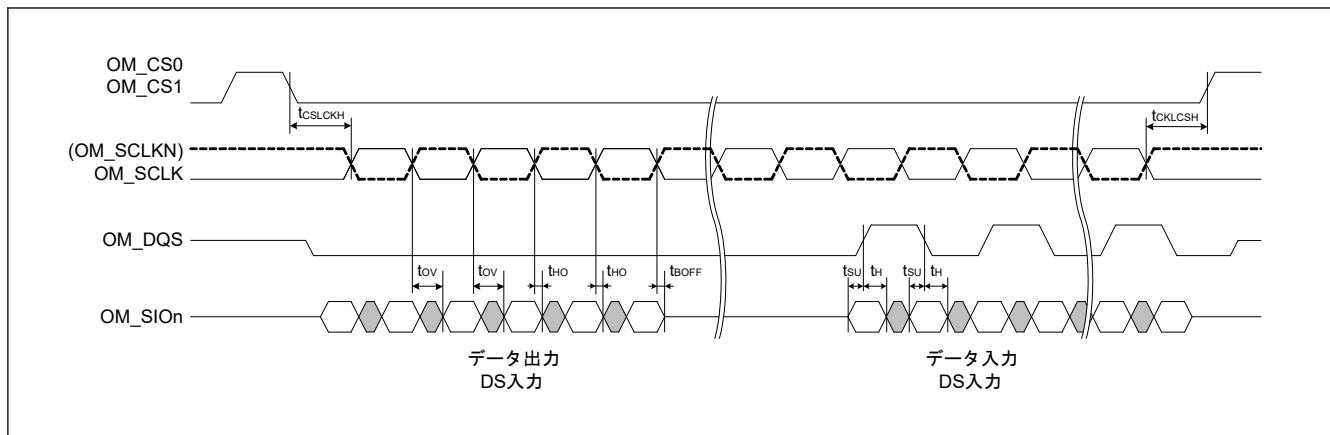 OM_CS0
OM_CS1
tCSLCKH
tCKLCSH
(OM_SCLKN)
OM_SCLK
OM_DQS
tOV
tOV
tHO
tHO
tBOFF
tSU
tH
tSU
tH
OM_SIOn
データ出力
DS入力
データ入力
DS入力